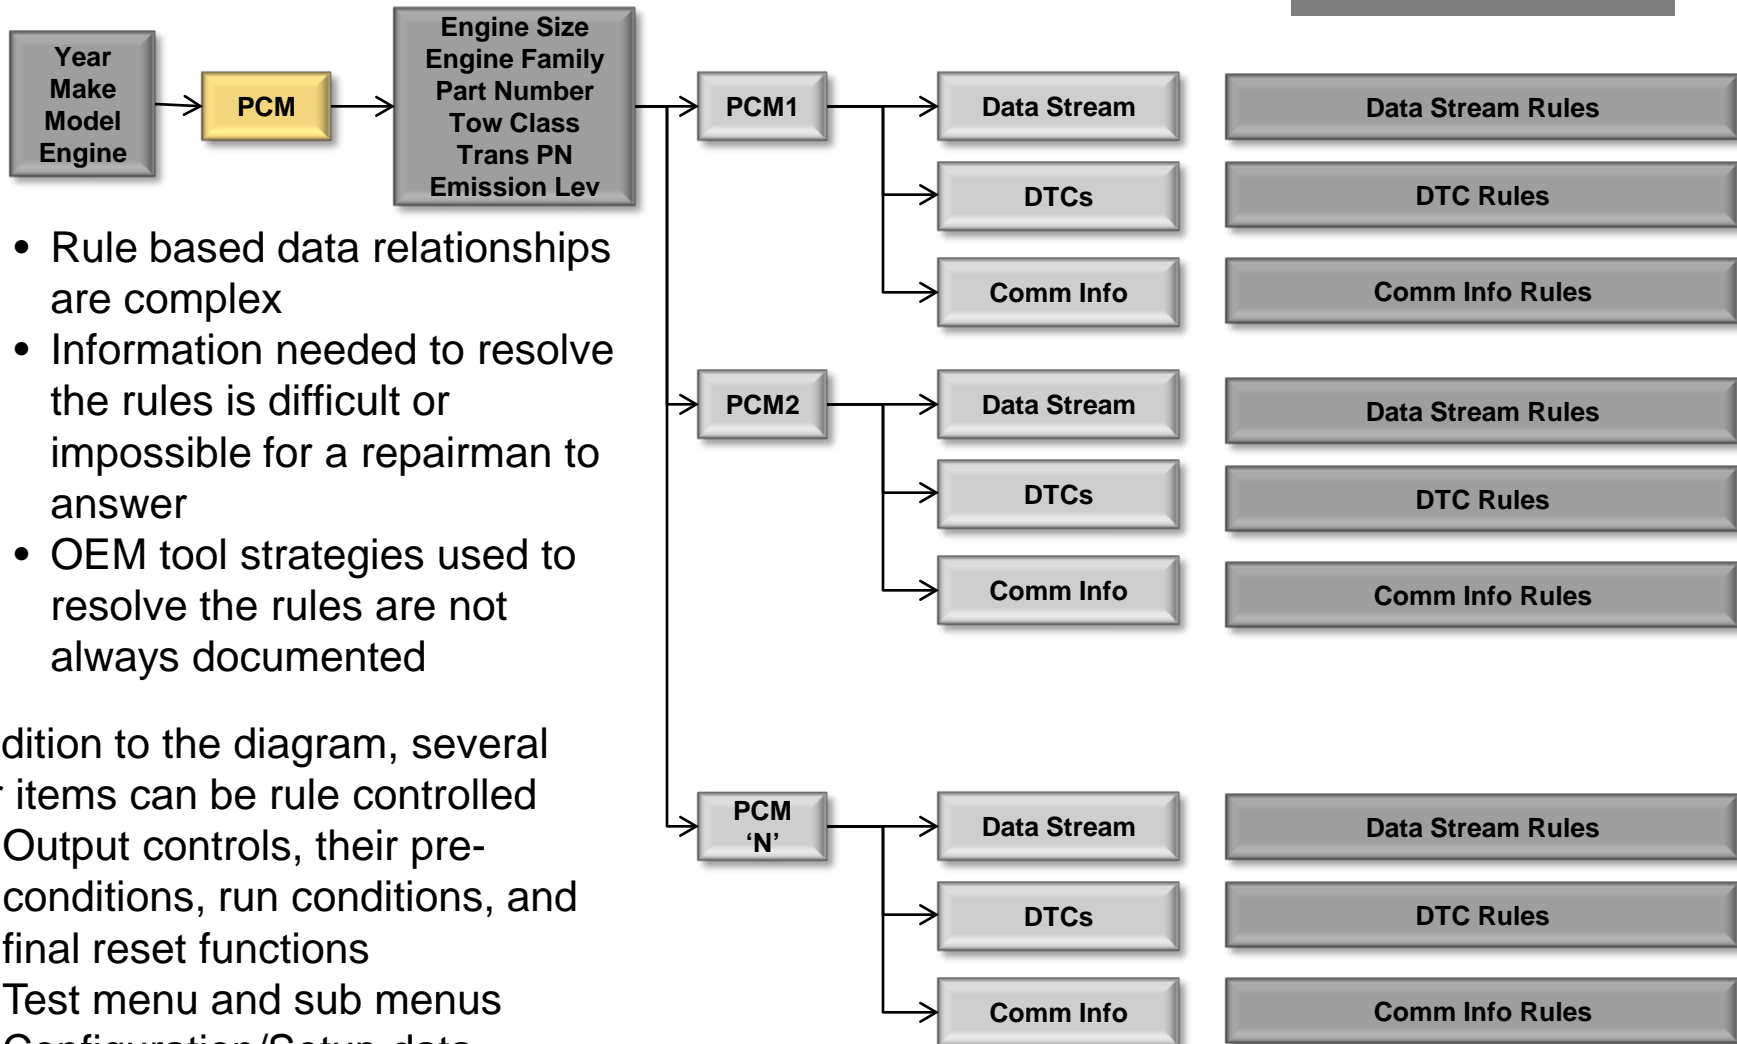 Year
Make
Model
Engine
PCM
Engine Size
Engine Family
Part Number
Tow Class
Trans PN
Emission Lev
PCM1
Data Stream
Data Stream Rules
DTCs
DTC Rules
Comm Info
Comm Info Rules
• Rule based data relationships
are complex
• Information needed to resolve
the rules is difficult or
impossible for a repairman to
answer
• OEM tool strategies used to
resolve the rules are not
always documented
PCM2
Data Stream
Data Stream Rules
DTCs
DTC Rules
Comm Info
Comm Info Rules
dition to the diagram, several
r items can be rule controlled
Output controls, their pre-
conditions, run conditions, and
final reset functions
Test menu and sub menus
Configuration/Setup data
PCM
‘N’
Data Stream
Data Stream Rules
DTCs
DTC Rules
Comm Info
Comm Info Rules